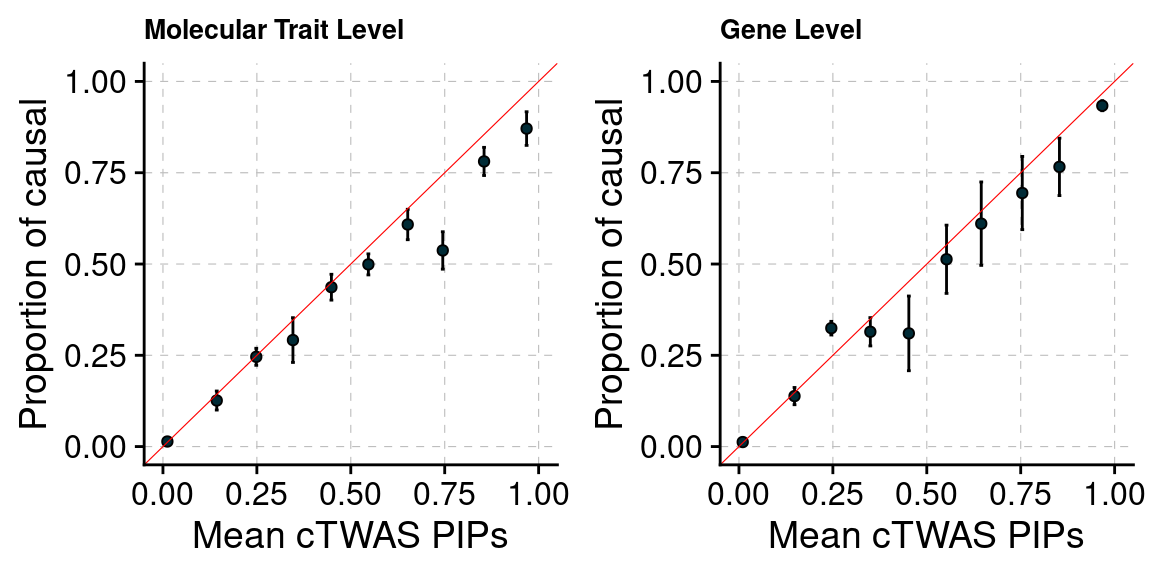 Molecular Trait Level
Proportion of causal
1.00
0.75
0.50
0.25
0.00
0.00 0.25 0.50 0.75 1.00
Mean cTWAS PIPs
Gene Level
Proportion of causal
1.00
0.75
0.50
0.25
0.00
0.00 0.25 0.50 0.75 1.00
Mean cTWAS PIPs